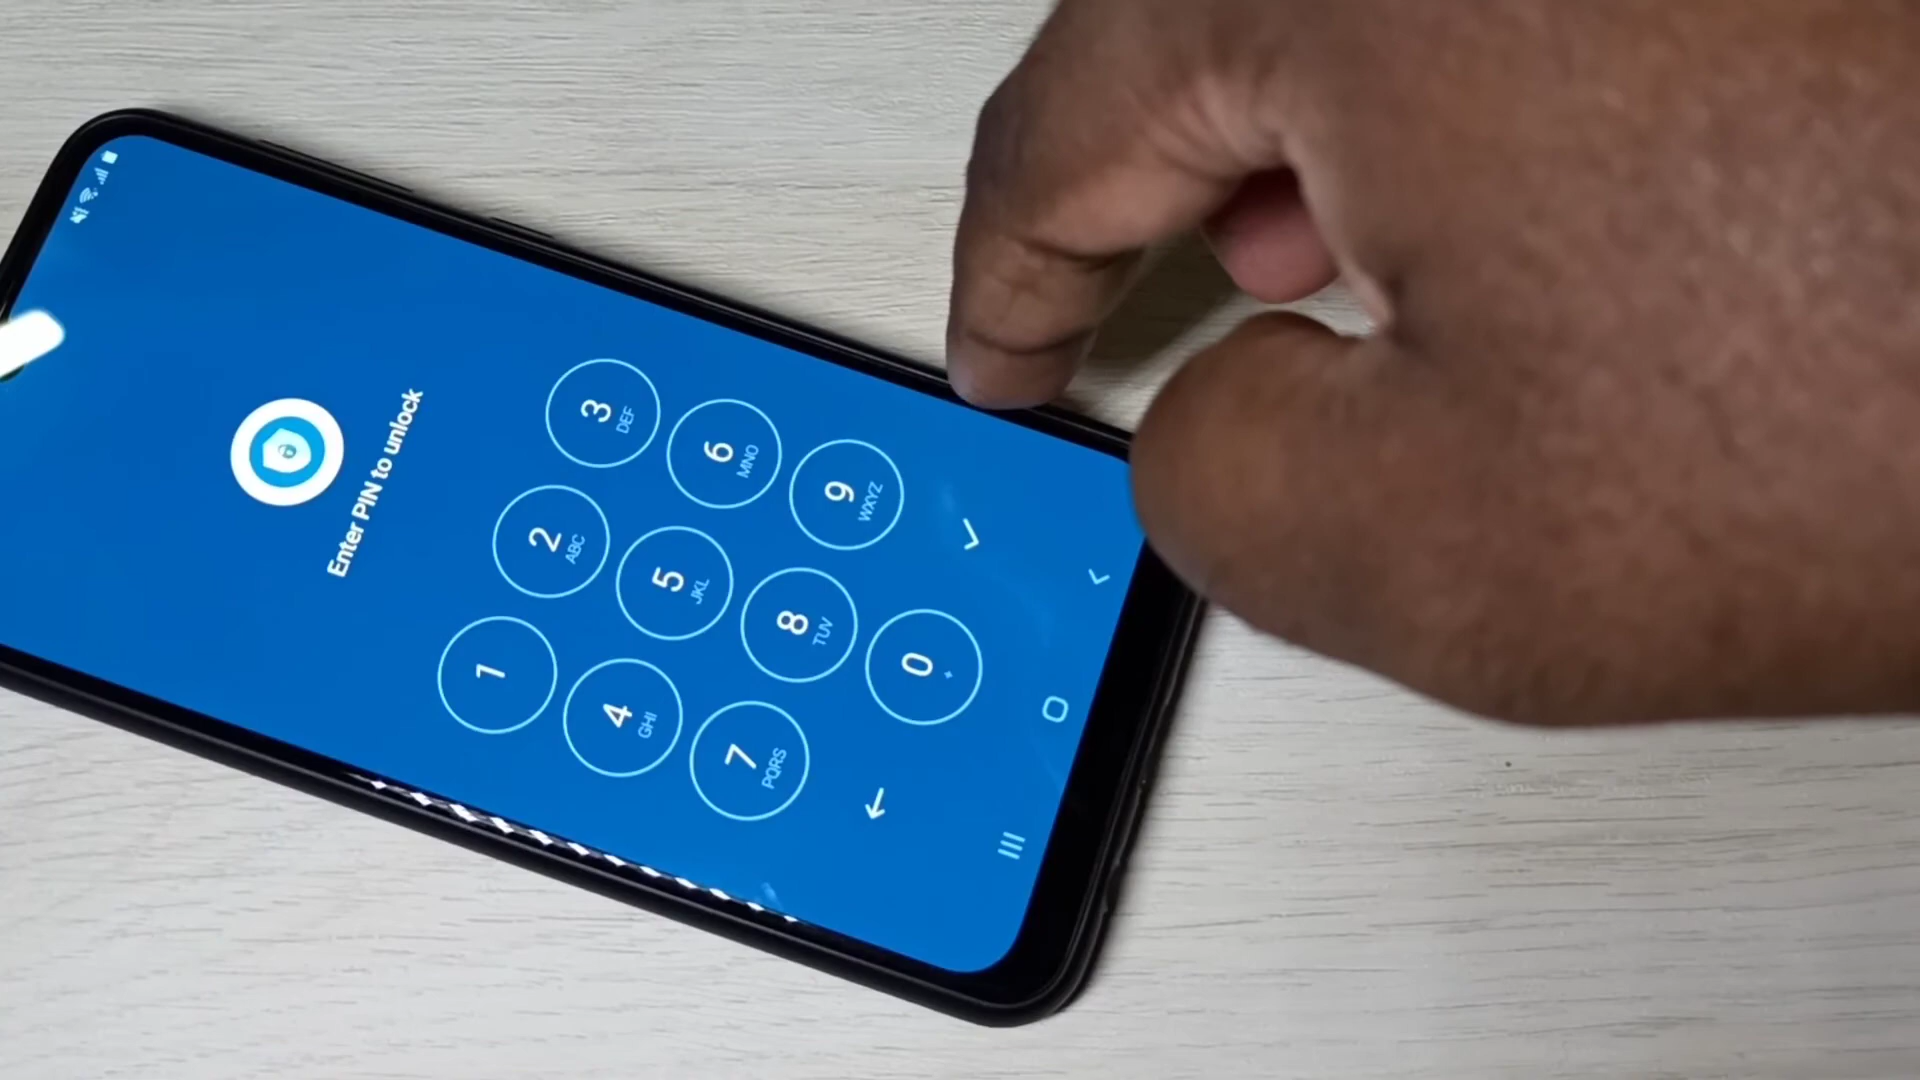 Enter PIN to unlock
1
2 ABC
3 DEF
4 GHI
5 JKL
6 MNO
7 PQRS
8 TUV
9 WXYZ
0 +